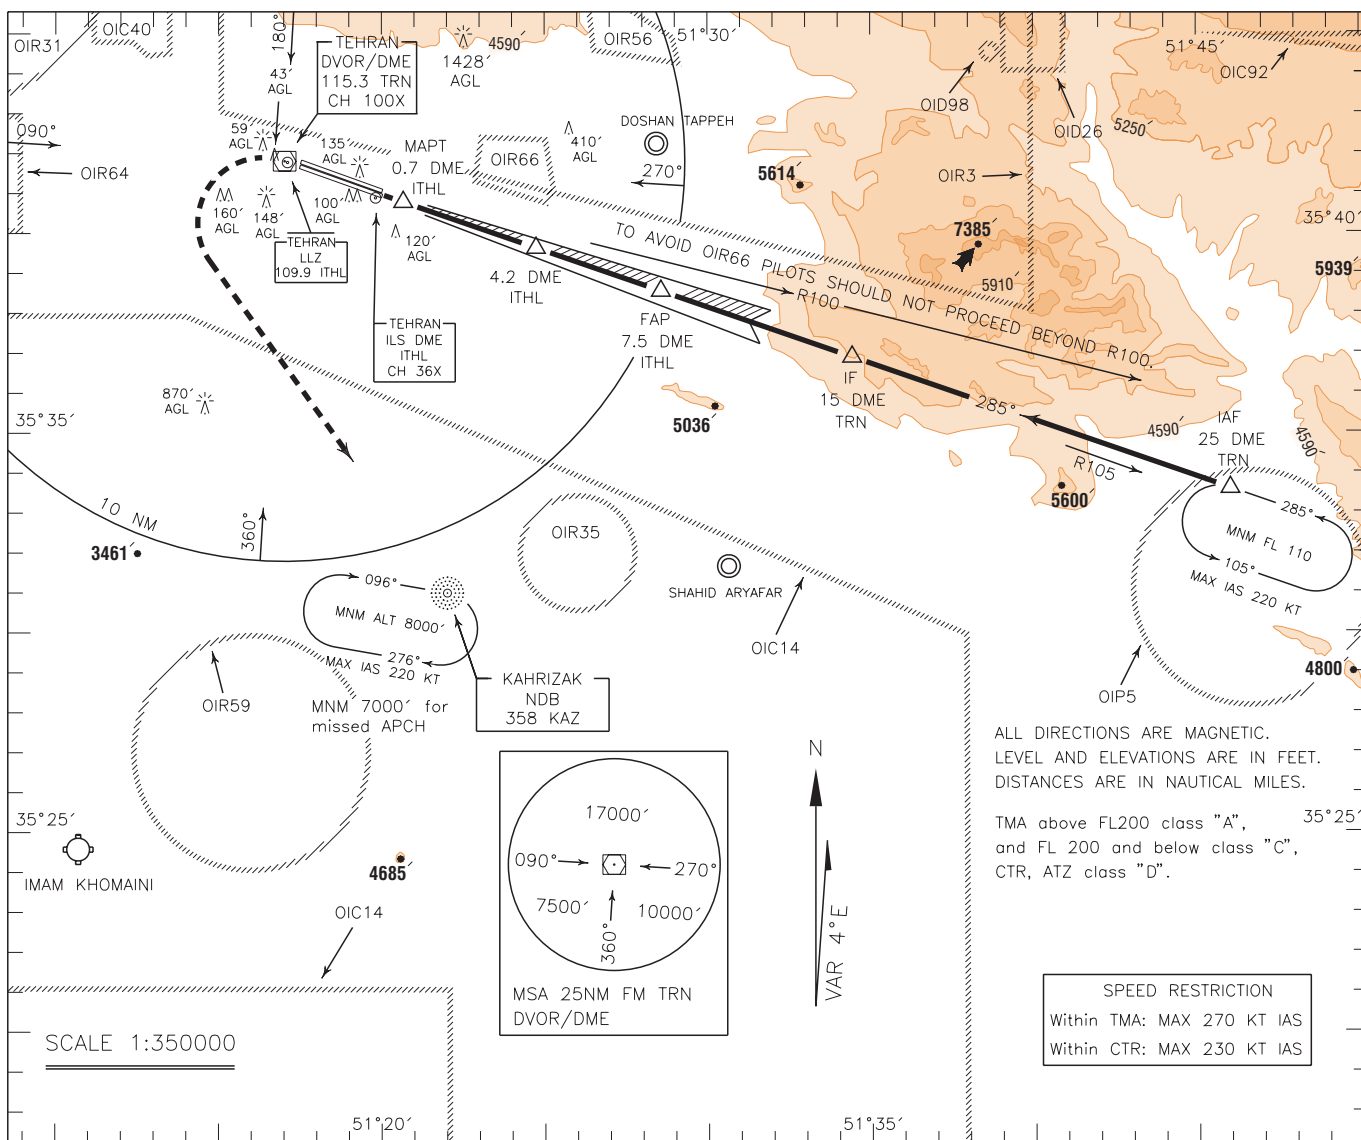 OIR31
OIC40
180°
TEHRAN
DVOR/DME
115.3 TRN
CH 100X
4590′
1428′
AGL
OIR56
51°30′
51°45′
OIC92
OID98
OID26
5250′
43′
AGL
090°
59′
AGL
135′
AGL
MAPT
0.7 DME
ITHL
OIR66
410′
AGL
DOSHAN TAPPEH
270°
OIR64
5614′
OIR3
160′
AGL
148′
AGL
100′
AGL
120′
AGL
TEHRAN
LLZ
109.9 ITHL
35°40′
7385′
5910′
5939′
TO AVOID OIR66 PILOTS SHOULD NOT PROCEED BEYOND R100.
R100
4.2 DME
ITHL
FAP
7.5 DME
ITHL
TEHRAN
ILS DME
ITHL
CH 36X
IF
15 DME
TRN
870′
AGL
35°35′
5036′
285°
R105
4590′
4590′
IAF
25 DME
TRN
5600′
285°
MNM FL 110
105°
MAX IAS 220 KT
10 NM
360°
3461′
OIR35
096°
MNM ALT 8000′
276°
MAX IAS 220 KT
SHAHID ARYAFAR
OIC14
OIR59
MNM 7000′ for
missed APCH
KAHRIZAK
NDB
358 KAZ
OIP5
4800′
ALL DIRECTIONS ARE MAGNETIC.
LEVEL AND ELEVATIONS ARE IN FEET.
DISTANCES ARE IN NAUTICAL MILES.
N
VAR 4°E
17000′
090°
270°
7500′
10000′
360°
MSA 25NM FM TRN
DVOR/DME
TMA above FL200 class "A",
and FL 200 and below class "C",
CTR, ATZ class "D".
35°25′
35°25′
IMAM KHOMAINI
4685′
OIC14
SPEED RESTRICTION
Within TMA: MAX 270 KT IAS
Within CTR: MAX 230 KT IAS
SCALE 1:350000
51°20′
51°35′